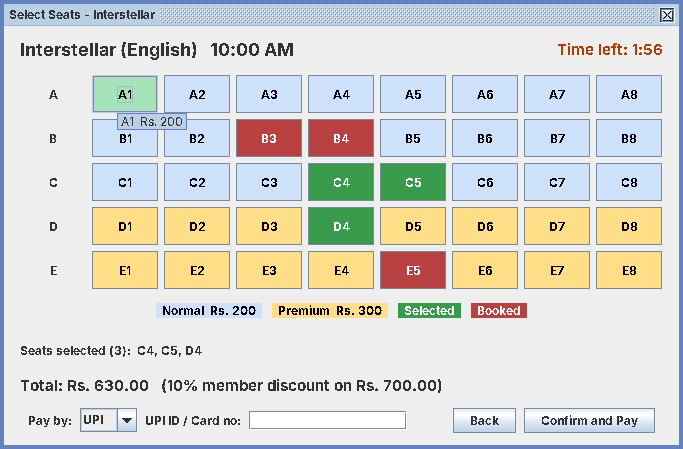 Select Seats - Interstellar
Interstellar (English) 10:00 AM Time left: 1:56
A A1 A2 A3 A4 A5 A6 A7 A8
A1 Rs. 200
B B1 B2 B3 B4 B5 B6 B7 B8
C C1 C2 C3 C4 C5 C6 C7 C8
D D1 D2 D3 D4 D5 D6 D7 D8
E E1 E2 E3 E4 E5 E6 E7 E8
Normal Rs. 200 Premium Rs. 300 Selected Booked
Seats selected (3): C4, C5, D4
Total: Rs. 630.00 (10% member discount on Rs. 700.00)
Pay by: UPI UPI ID / Card no: Back Confirm and Pay